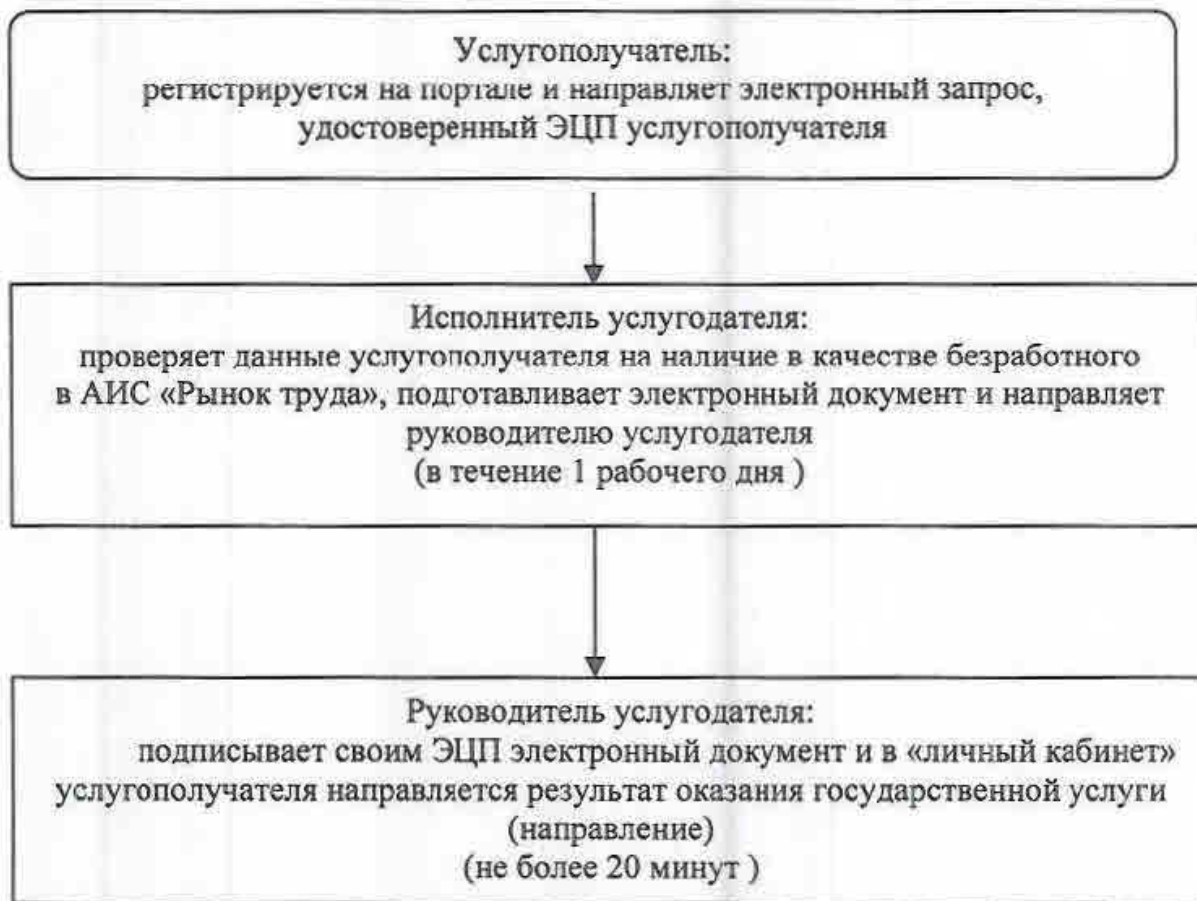 Услугополучатель:
регистрируется на портале и направляет электронный запрос,
удостоверенный ЭЦП услугополучателя
Исполнитель услугодателя:
проверяет данные услугополучателя на наличие в качестве безработного
в АИС «Рынок труда», подготавливает электронный документ и направляет
руководителю услугодателя
(в течение 1 рабочего дня )
Руководитель услугодателя:
подписывает своим ЭЦП электронный документ и в «личный кабинет»
услугополучателя направляется результат оказания государственной услуги
(направление)
(не более 20 минут )